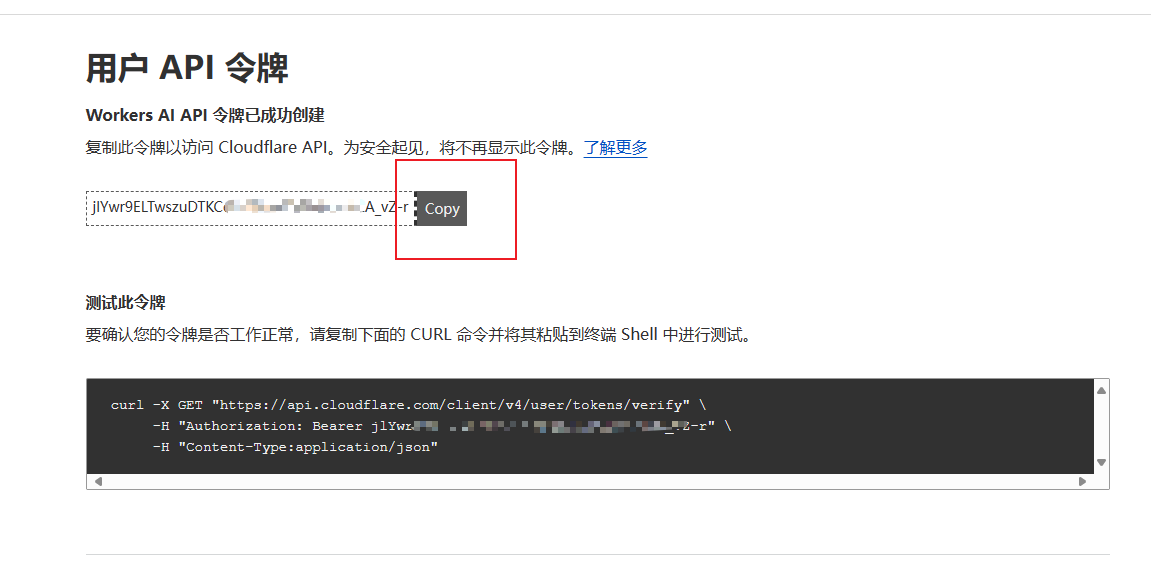 用户 API 令牌
Workers AI API 令牌已成功创建
复制此令牌以访问 Cloudflare API。为安全起见，将不再显示此令牌。了解更多
Copy
测试此令牌
要确认您的令牌是否工作正常，请复制下面的 CURL 命令并将其粘贴到终端 Shell 中进行测试。
curl -X GET "https://api.cloudflare.com/client/v4/user/tokens/verify" \
-H "Authorization: Bearer
-H "Content-Type:application/json"